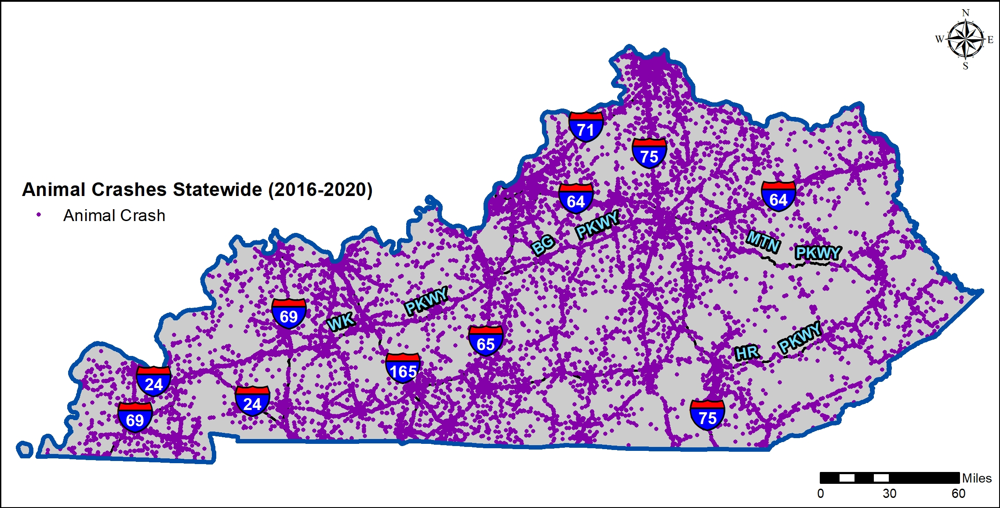 N
W E
S
71
75
Animal Crashes Statewide (2016-2020)
64
64
Animal Crash
BG PKWY
MTN PKWY
69
WK PKWY
65
HR PKWY
165
24
24
69
75
Miles
0 30 60